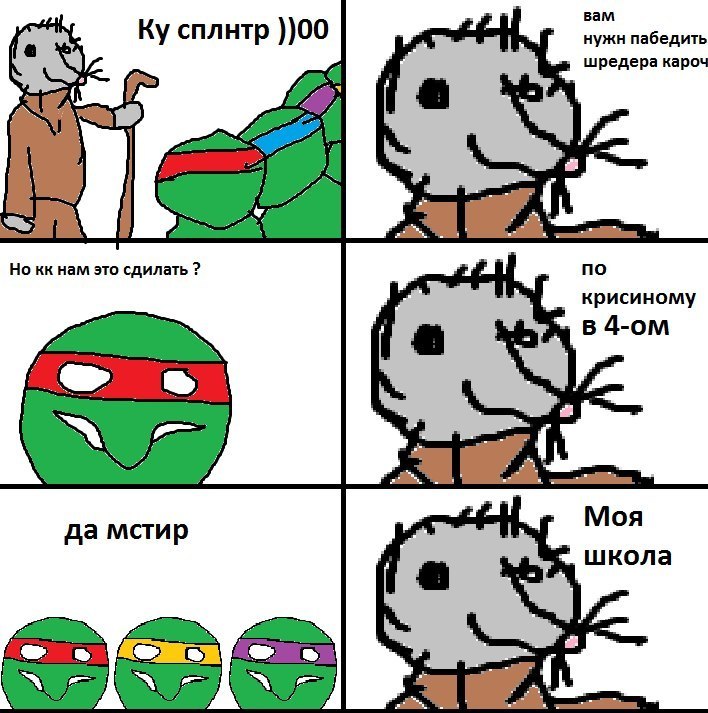 Ку сплнтр ))00
вам
нужн пабедить
шредера кароч
Но кк нам это сдилать ?
по
крисиному
в 4-ом
да мстир
Моя
школа